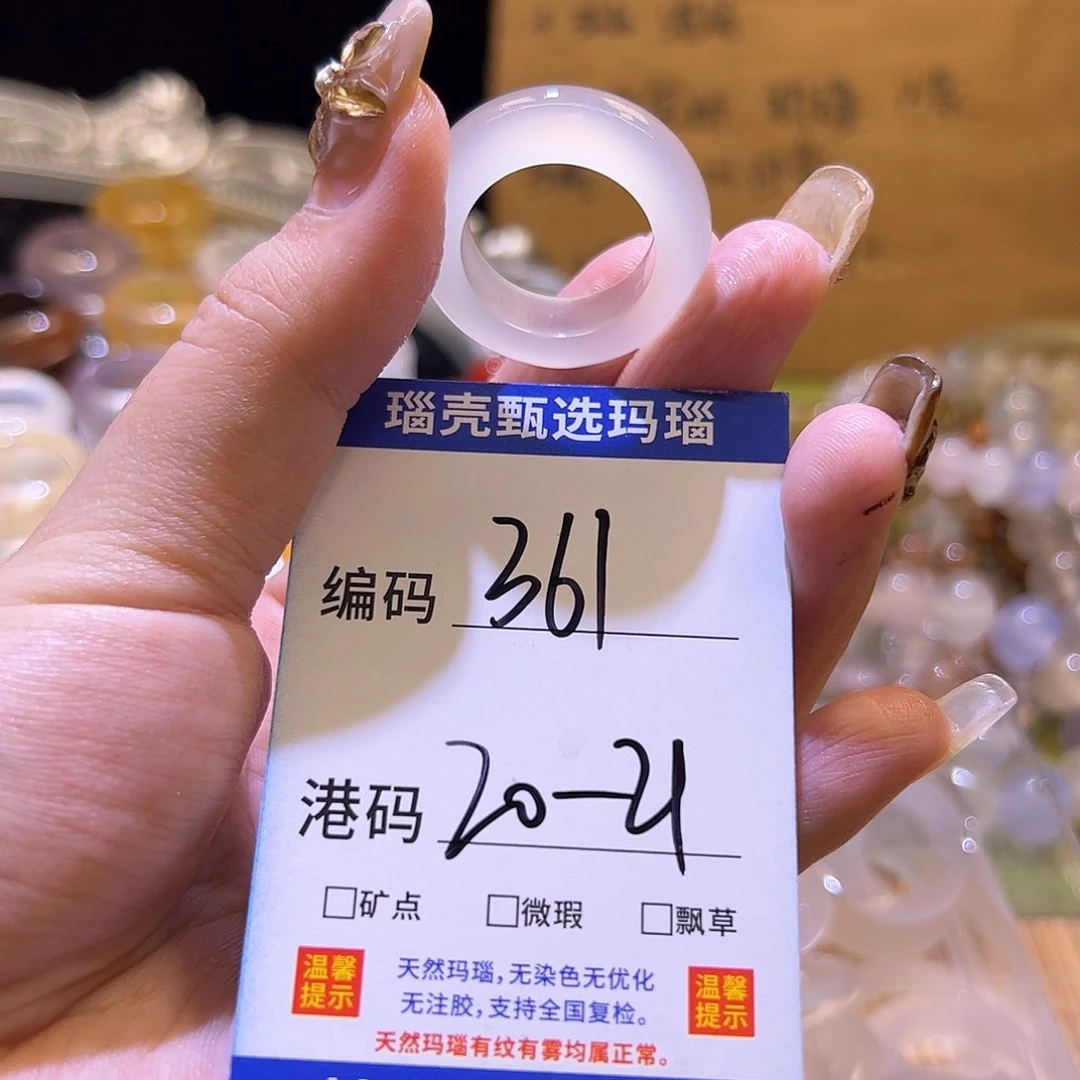 瑙壳甄选玛瑙
编码 361
港码 20-21
□矿点 □微瑕 □飘草
温馨提示
天然玛瑙,无染色无优化
无注胶,支持全国复检。
温馨提示
天然玛瑙有纹有雾均属正常。